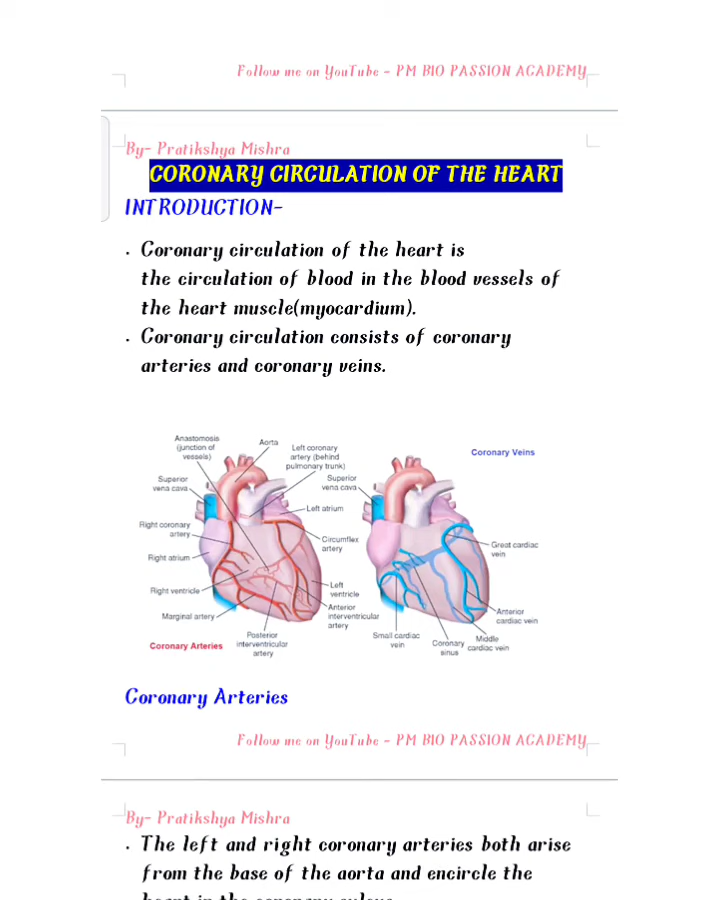 Follow me on YouTube - PM BIO PASSION ACADEMY
By- Pratikshya Mishra
CORONARY CIRCULATION OF THE HEART
INTRODUCTION-
• Coronary circulation of the heart is
the circulation of blood in the blood vessels of
the heart muscle(myocardium).
• Coronary circulation consists of coronary
arteries and coronary veins.
Anastomosis
(junction of
vessels)
Aorta
Left coronary
artery (behind
pulmonary trunk)
Superior
vena cava
Left atrium
Right coronary
artery
Circumflex
artery
Right atrium
Right ventricle
Left
ventricle
Marginal artery
Anterior
interventricular
artery
Posterior
interventricular
artery
Coronary Arteries
Coronary Veins
Superior
vena cava
Great cardiac
vein
Anterior
cardiac vein
Small cardiac
vein
Coronary
sinus
Middle
cardiac vein
Coronary Arteries
Follow me on YouTube - PM BIO PASSION ACADEMY
By- Pratikshya Mishra
• The left and right coronary arteries both arise
from the base of the aorta and encircle the
heart in the coronary